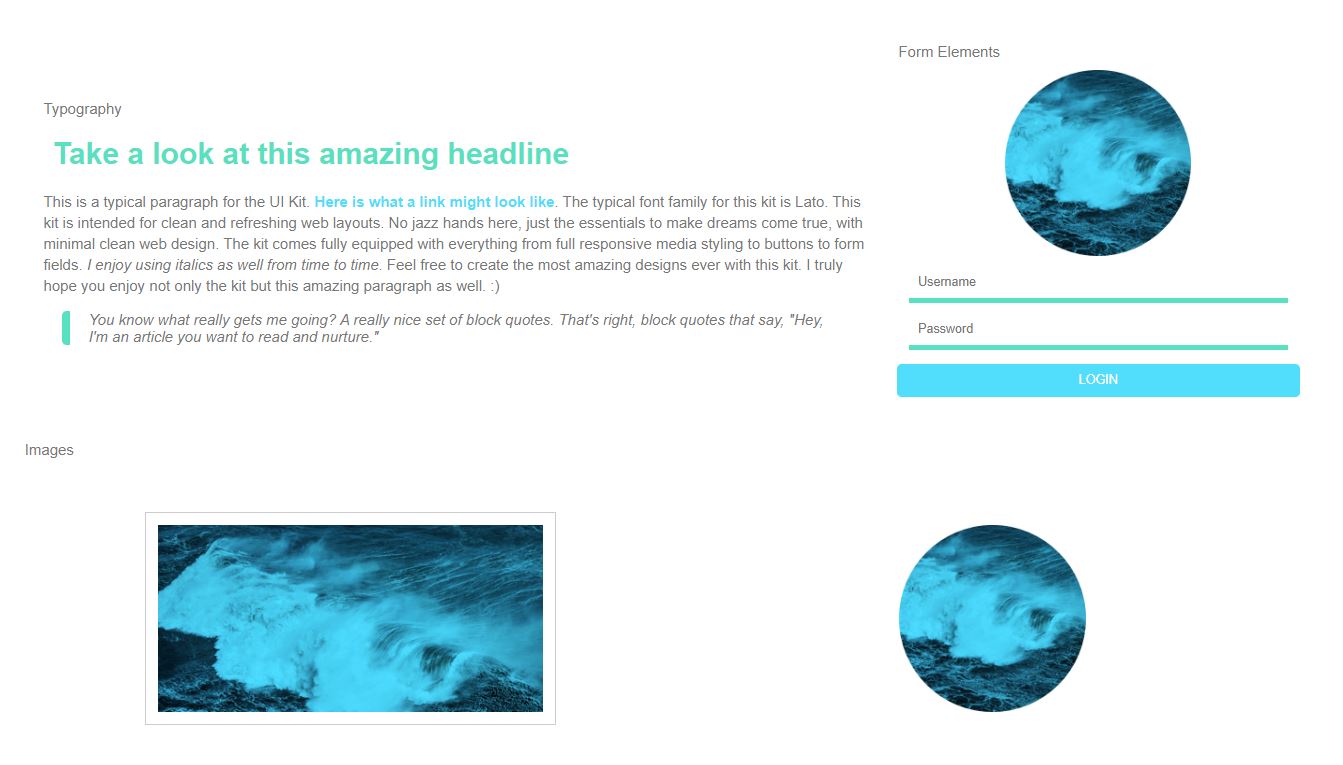 Typography
Take a look at this amazing headline
This is a typical paragraph for the UI Kit. Here is what a link might look like. The typical font family for this kit is Lato. This
kit is intended for clean and refreshing web layouts. No jazz hands here, just the essentials to make dreams come true, with
minimal clean web design. The kit comes fully equipped with everything from full responsive media styling to buttons to form
fields. I enjoy using italics as well from time to time. Feel free to create the most amazing designs ever with this kit. I truly
hope you enjoy not only the kit but this amazing paragraph as well. :)
You know what really gets me going? A really nice set of block quotes. That's right, block quotes that say, "Hey,
I'm an article you want to read and nurture."
Form Elements
Username
Password
LOGIN
Images